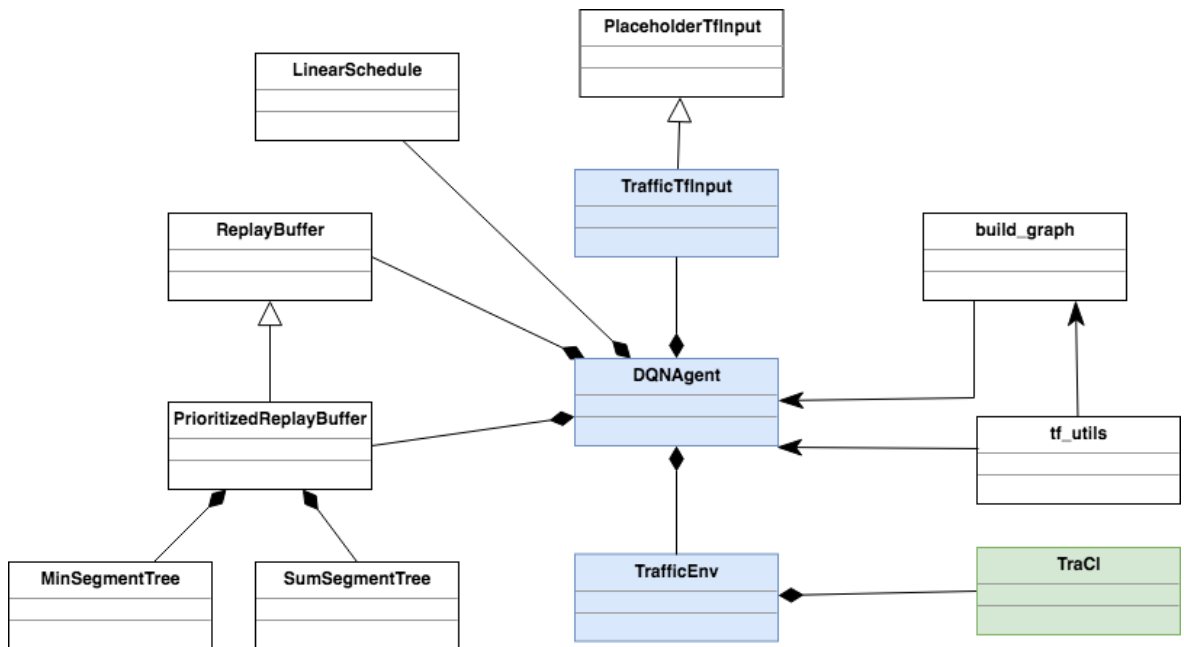 PlaceholderTfInput
LinearSchedule
TrafficTfInput
ReplayBuffer
build_graph
DQNAgent
PrioritizedReplayBuffer
tf_utils
TrafficEnv
TraCI
MinSegmentTree
SumSegmentTree